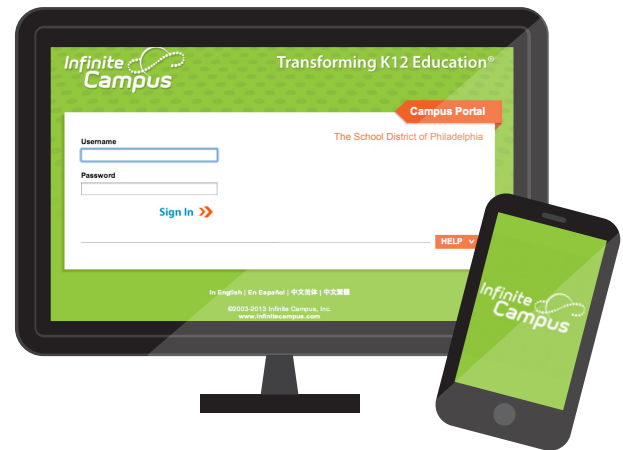 Infinite
Campus
Transforming K12 Education®
Campus Portal
The School District of Philadelphia
Username
Password
Sign In
HELP
In English | En Español | 中文简体 | 中文繁體
©2003-2013 Infinite Campus, Inc.
www.infinitecampus.com
Infinite
Campus